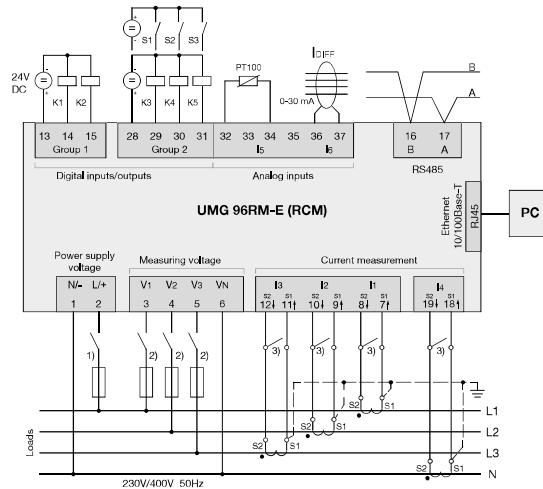 S1 S2 S3
24V
DC
K1 K2
K3 K4 K5
PT100
IDIFF
0-30 mA
B
A
13 14 15
Group 1
28 29 30 31
Group 2
32 33 34 35 36 37
I5 I6
16 17
B A
Digital inputs/outputs
Analog inputs
RS485
UMG 96RM-E (RCM)
Ethernet
10/100Base-T
RJ45
PC
Power supply
voltage
Measuring voltage
Current measurement
N/- L/+
1 2
V1 V2 V3 VN
3 4 5 6
I3 I2 I1 I4
S2 S1 S2 S1 S2 S1 S2 S1
12↓ 11↑ 10↓ 9↑ 8↓ 7↑ 19↓ 18↑
1) 2) 2) 2) 3) 3) 3) 3)
S2 S1
L1
S2 S1
L2
S2 S1
L3
S2 S1
N
Loads
230V/400V 50Hz